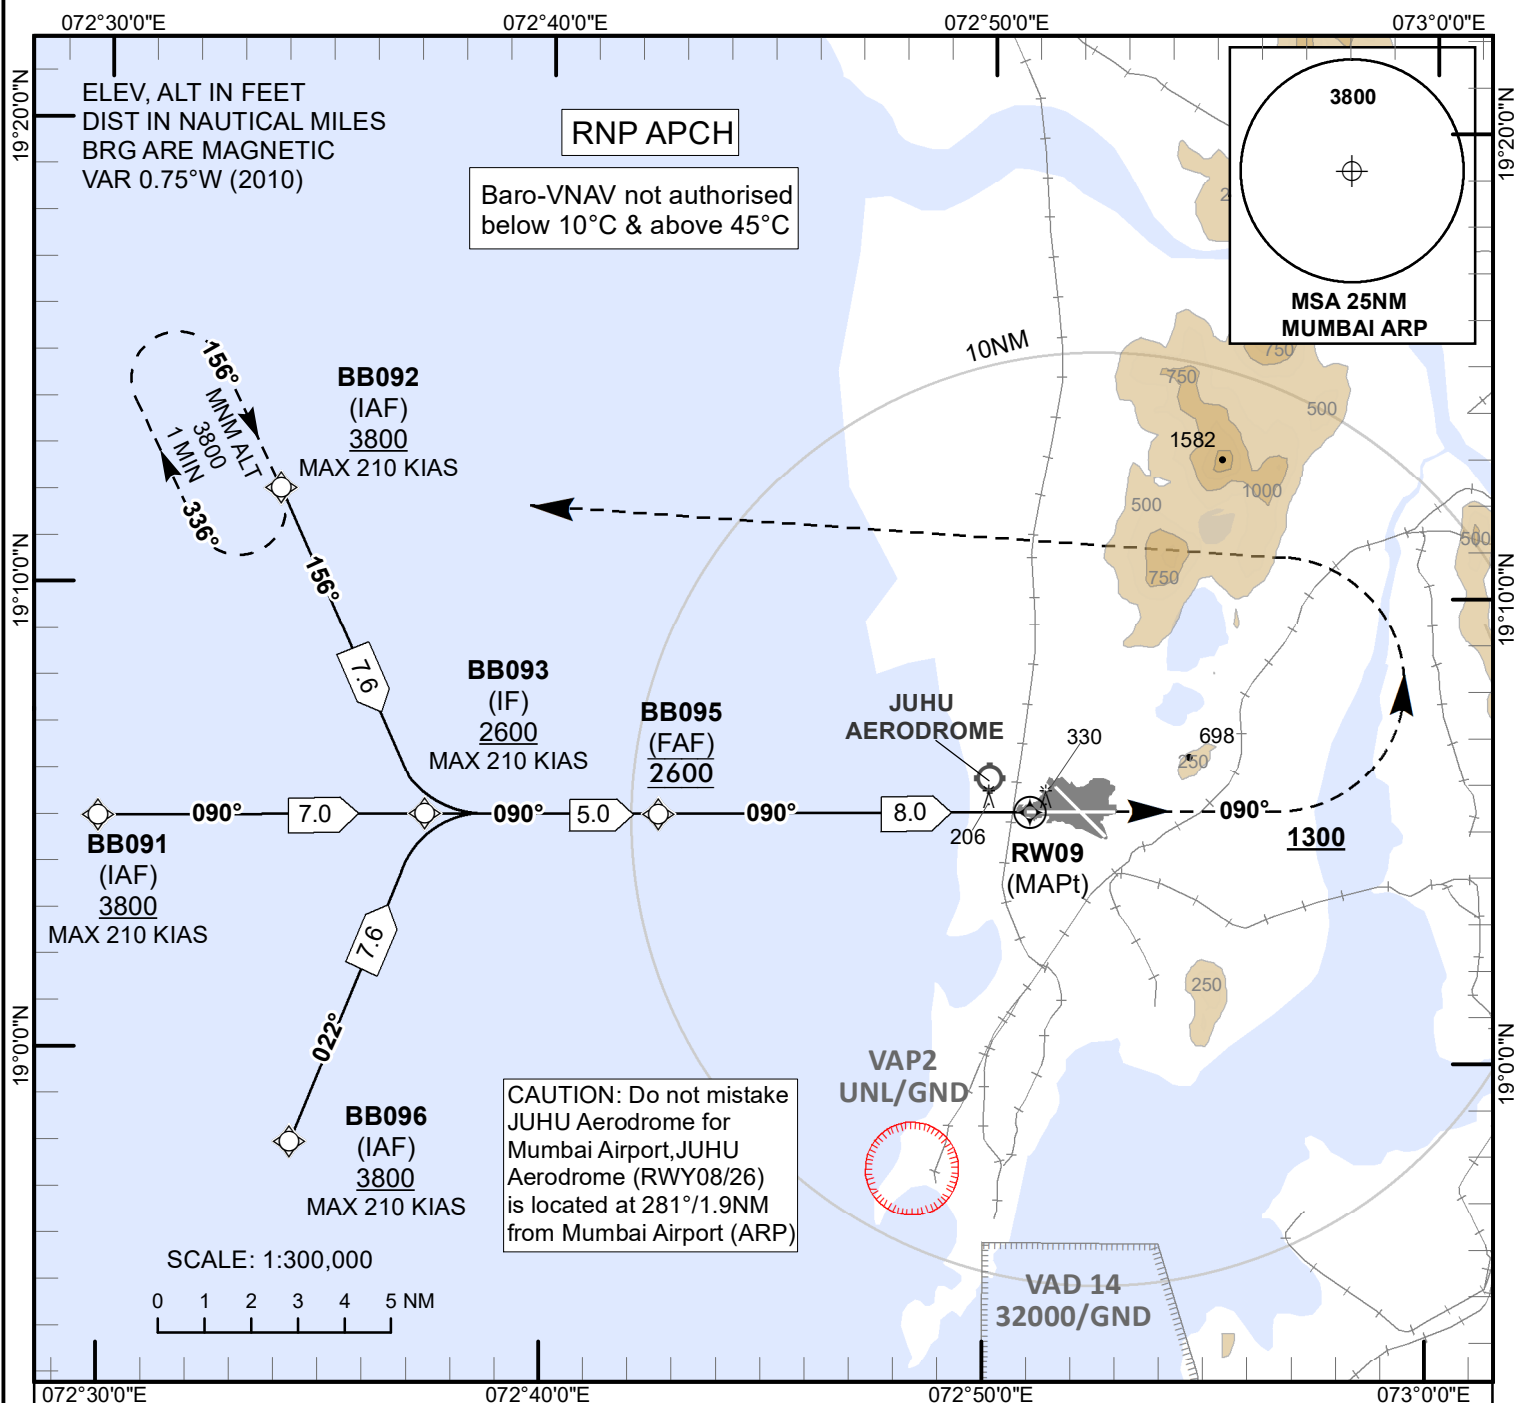 072°30'0"E
072°40'0"E
072°50'0"E
073°0'0"E
19°20'0"N
19°20'0"N
ELEV, ALT IN FEET
DIST IN NAUTICAL MILES
BRG ARE MAGNETIC
VAR 0.75°W (2010)
RNP APCH
Baro-VNAV not authorised
below 10°C & above 45°C
3800
MSA 25NM
MUMBAI ARP
10NM
750
750
500
1582
1000
500
750
500
156°
MNM ALT
3800
1 MIN
336°
BB092
(IAF)
3800
MAX 210 KIAS
156°
7.6
19°10'0"N
19°10'0"N
BB093
(IF)
2600
MAX 210 KIAS
BB095
(FAF)
2600
JUHU
AERODROME
330
698
250
090°
7.0
090°
5.0
090°
8.0
206
090°
1300
RW09
(MAPt)
BB091
(IAF)
3800
MAX 210 KIAS
7.6
022°
250
19°0'0"N
19°0'0"N
VAP2
UNL/GND
BB096
(IAF)
3800
MAX 210 KIAS
CAUTION: Do not mistake
JUHU Aerodrome for
Mumbai Airport,JUHU
Aerodrome (RWY08/26)
is located at 281°/1.9NM
from Mumbai Airport (ARP)
VAD 14
32000/GND
SCALE: 1:300,000
0 1 2 3 4 5 NM
072°30'0"E
072°40'0"E
072°50'0"E
073°0'0"E